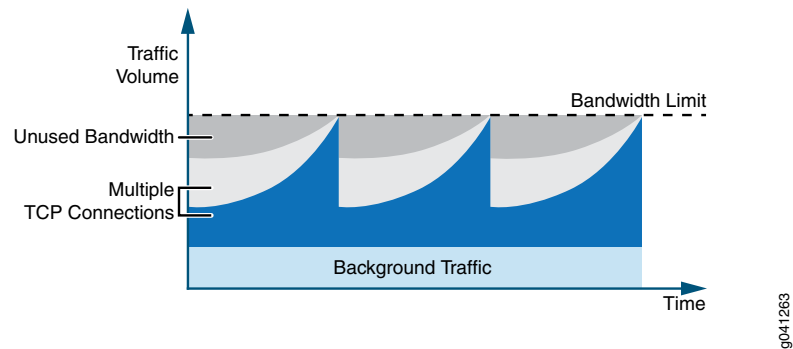 Traffic
Volume
Bandwidth Limit
Unused Bandwidth
Multiple
TCP Connections
Background Traffic
Time
g041263